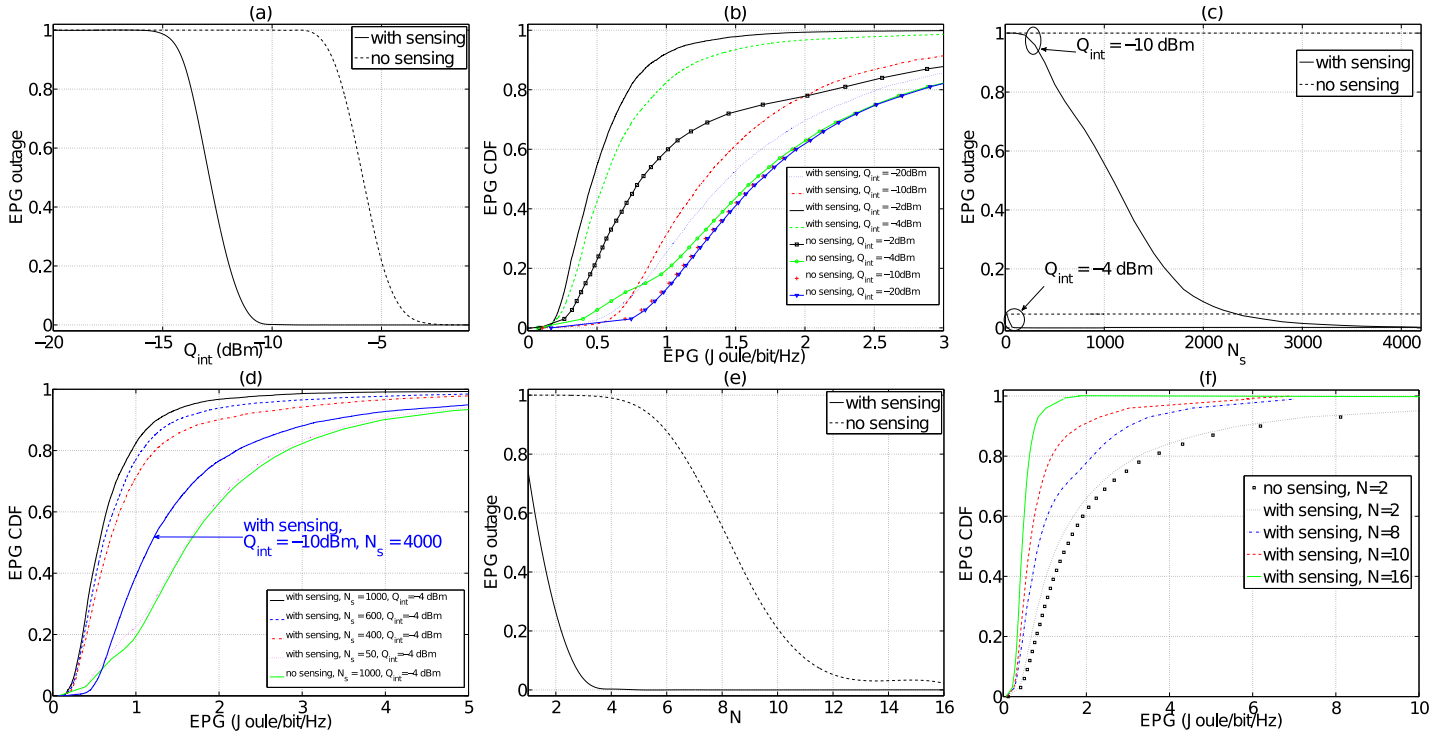 (a)
EPG outage
1
0.8
0.6
0.4
0.2
0
−20
−15
−10
−5
Q_int (dBm)
with sensing
no sensing
(b)
EPG CDF
1
0.8
0.6
0.4
0.2
0
0
0.5
1
1.5
2
2.5
3
EPG (Joule/bit/Hz)
with sensing, Q_int = −20dBm
with sensing, Q_int = −10dBm
with sensing, Q_int = −2dBm
with sensing, Q_int = −4dBm
no sensing, Q_int = −2dBm
no sensing, Q_int = −4dBm
no sensing, Q_int = −10dBm
no sensing, Q_int = −20dBm
(c)
EPG outage
1
0.8
0.6
0.4
0.2
0
0
1000
2000
3000
4000
N_s
Q_int = −10 dBm
Q_int = −4 dBm
with sensing
no sensing
(d)
EPG CDF
1
0.8
0.6
0.4
0.2
0
0
1
2
3
4
5
EPG (Joule/bit/Hz)
with sensing,
Q_int = −10dBm, N_s = 4000
with sensing, N_s = 1000, Q_int = −4 dBm
with sensing, N_s = 600, Q_int = −4 dBm
with sensing, N_s = 400, Q_int = −4 dBm
with sensing, N_s = 50, Q_int = −4 dBm
no sensing, N_s = 1000, Q_int = −4 dBm
(e)
EPG outage
1
0.8
0.6
0.4
0.2
0
2
4
6
8
10
12
14
16
N
with sensing
no sensing
(f)
EPG CDF
1
0.8
0.6
0.4
0.2
0
0
2
4
6
8
10
EPG (Joule/bit/Hz)
no sensing, N=2
with sensing, N=2
with sensing, N=8
with sensing, N=10
with sensing, N=16